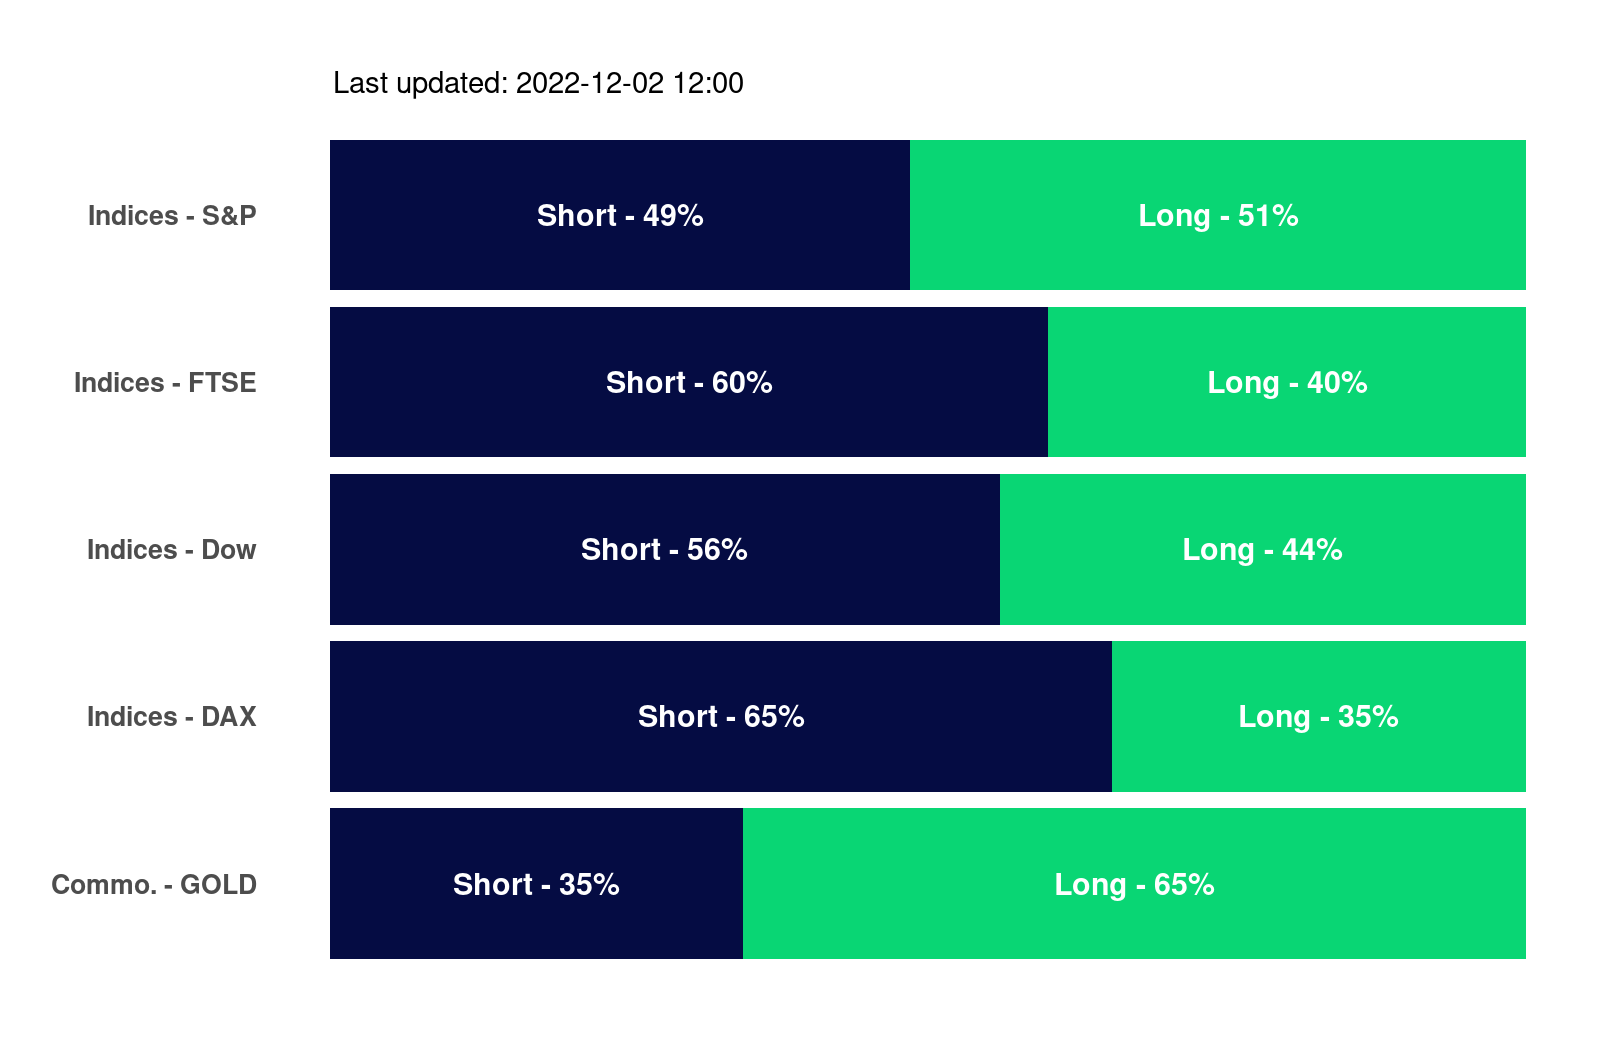 Last updated: 2022-12-02 12:00
Indices - S&P Short - 49% Long - 51%
Indices - FTSE Short - 60% Long - 40%
Indices - Dow Short - 56% Long - 44%
Indices - DAX Short - 65% Long - 35%
Commo. - GOLD Short - 35% Long - 65%